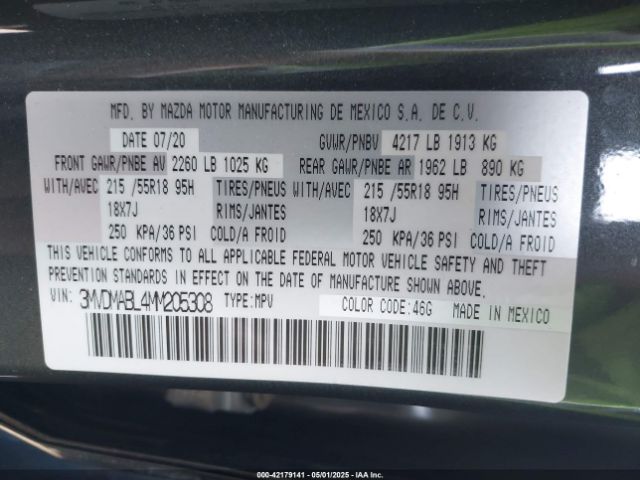 MFD. BY MAZDA MOTOR MANUFACTURING DE MEXICO S.A. DE C.V.
DATE 07/20 GVWR/PNBV 4217 LB 1913 KG
FRONT GAWR/PNBE AV 2260 LB 1025 KG REAR GAWR/PNBE AR 1962 LB 890 KG
WITH/AVEC 215 /55R18 95H TIRES/PNEUS WITH/AVEC 215 /55R18 95H TIRES/PNEUS
18X7J RIMS/JANTES 18X7J RIMS/JANTES
250 KPA/36 PSI COLD/A FROID 250 KPA/36 PSI COLD/A FROID
THIS VEHICLE CONFORMS TO ALL APPLICABLE FEDERAL MOTOR VEHICLE SAFETY AND THEFT
PREVENTION STANDARDS IN EFFECT ON THE DATE OF MANUFACTURE SHOWN ABOVE.
VIN: 3MVDMABL4MM205308 TYPE:MPV COLOR CODE:46G MADE IN MEXICO
000-42179141 - 05/01/2025 - IAAI Inc.